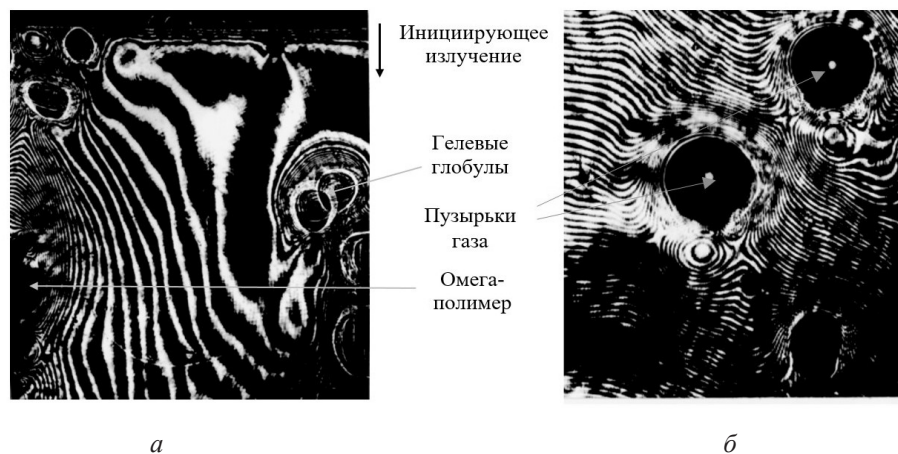 Инициирующее
излучение
Гелевые
глобулы
Пузырьки
газа
Омега-
полимер
а
б